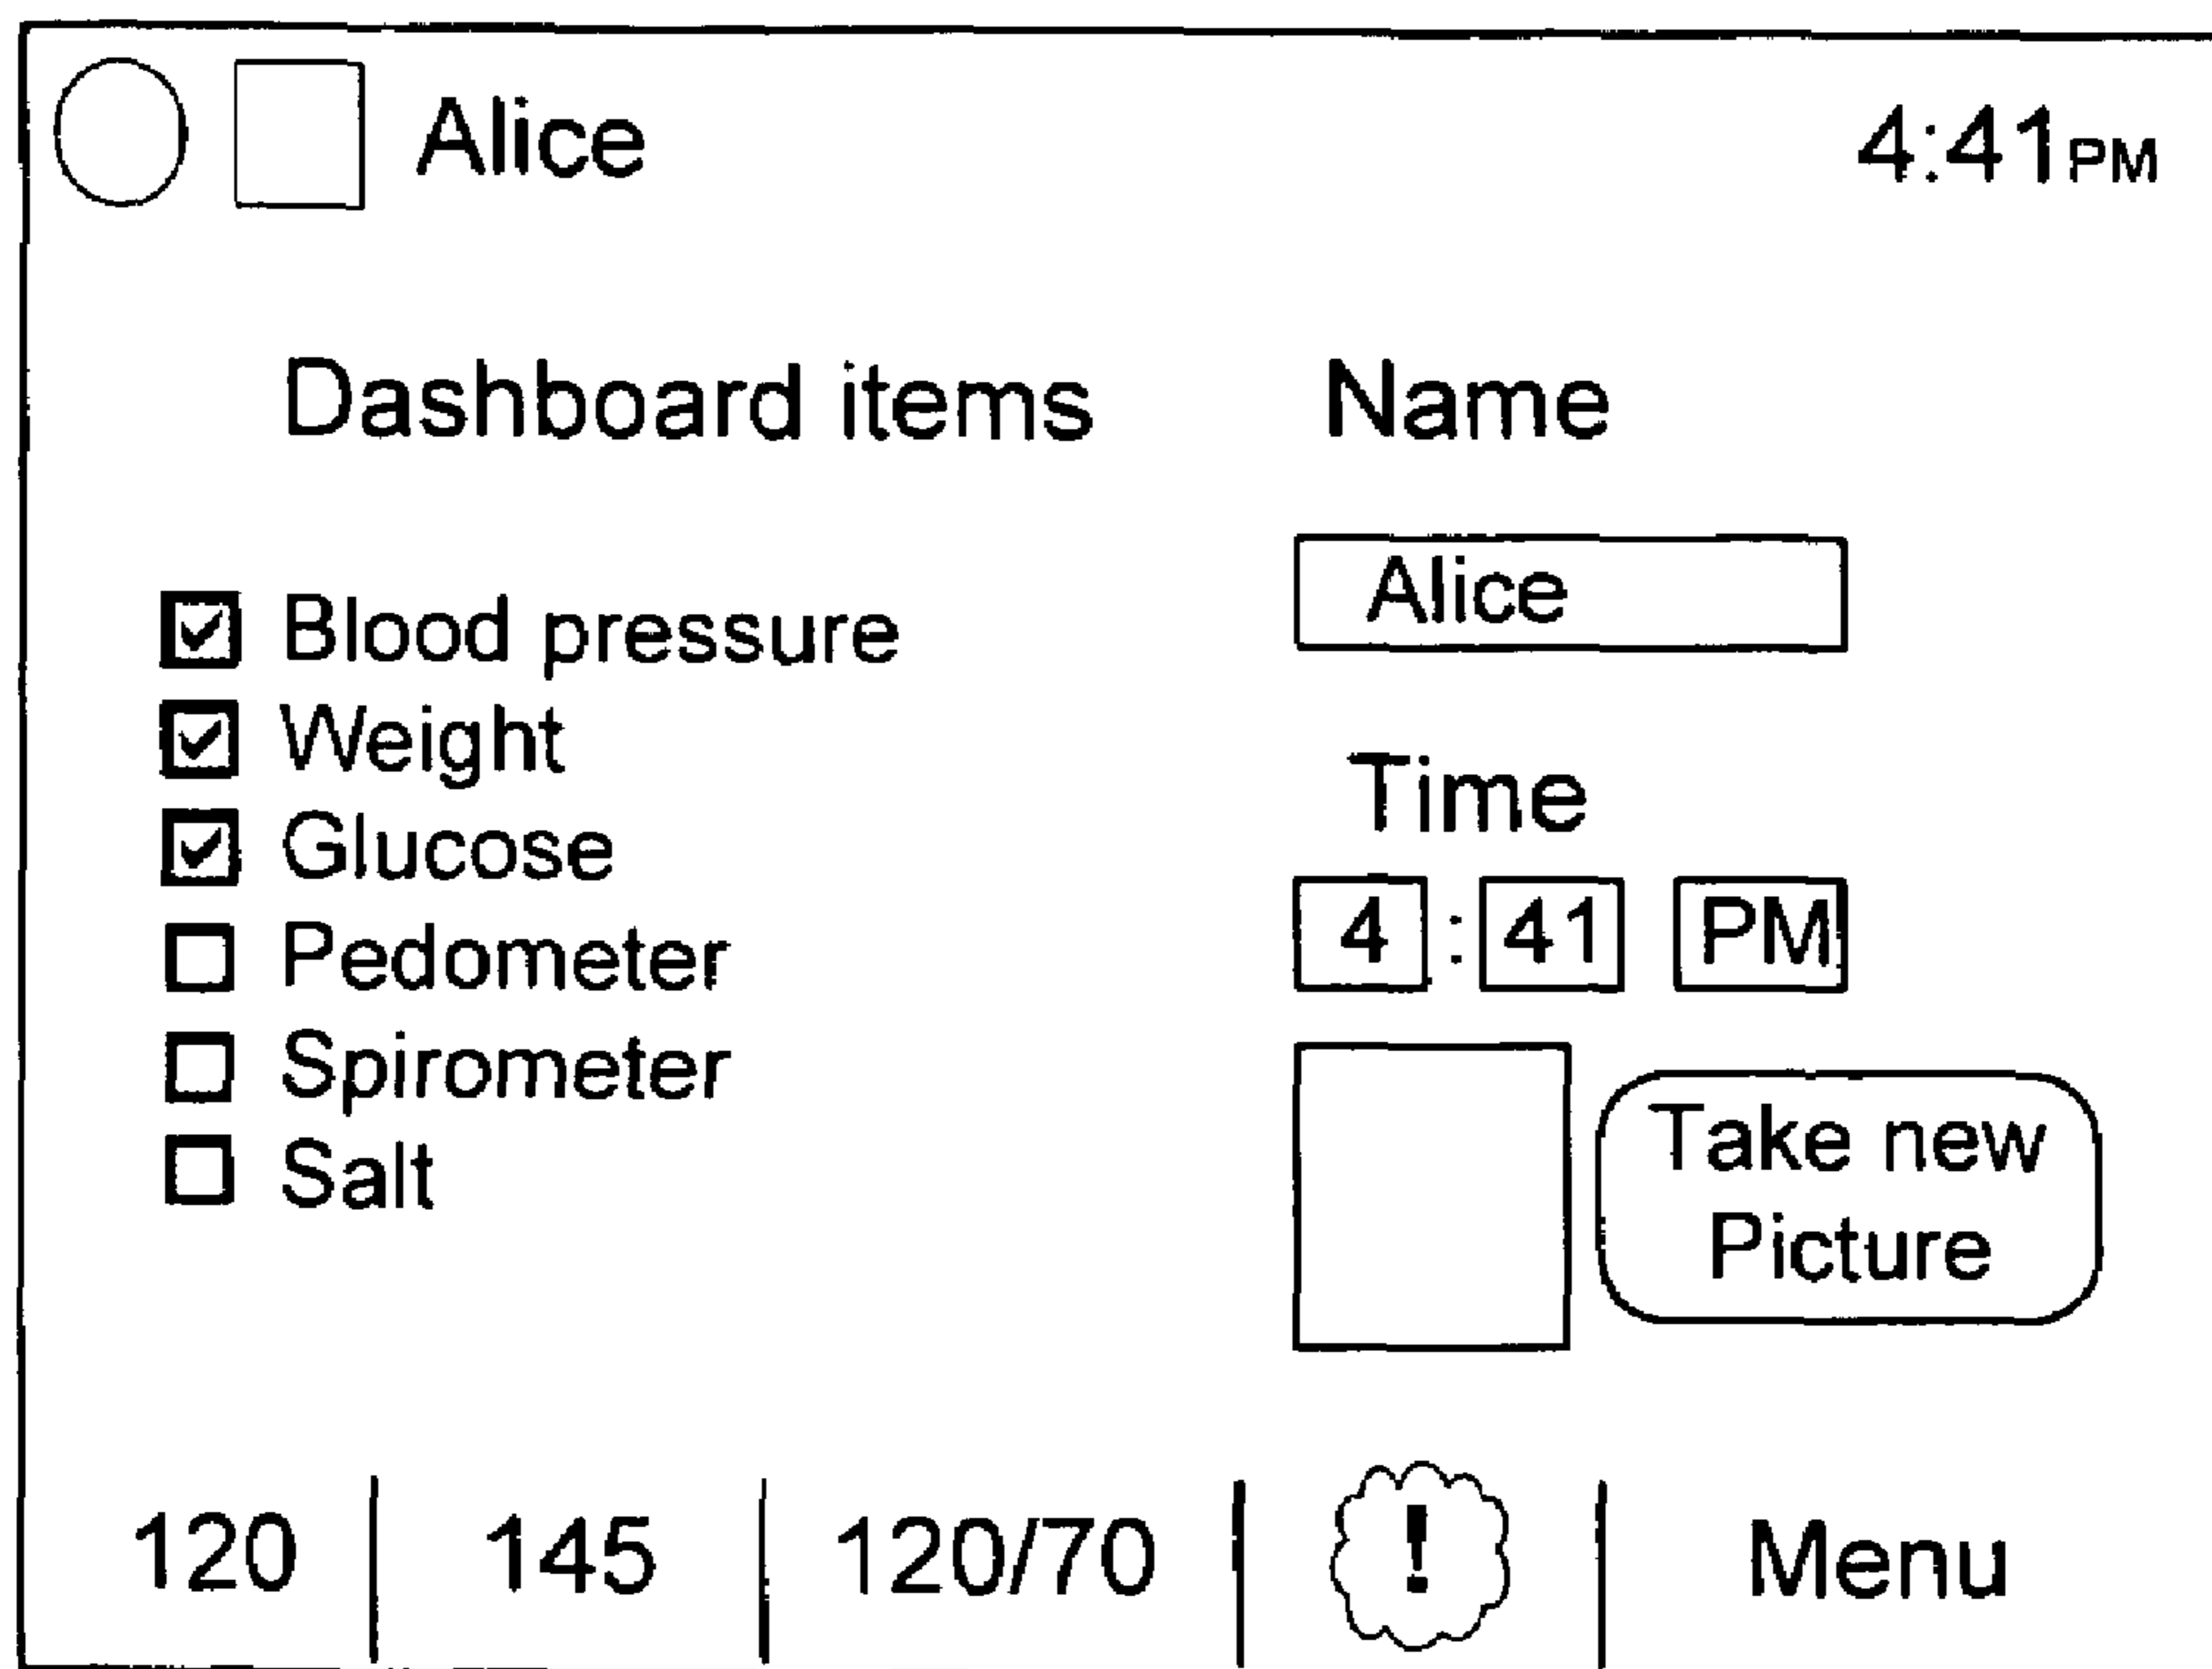 Alice 4:41PM
Dashboard items
Blood pressure
Weight
Glucose
Pedometer
Spirometer
Salt
Name
Alice
Time
4 : 41 PM
Take new
Picture
120 145 120/70 ! Menu